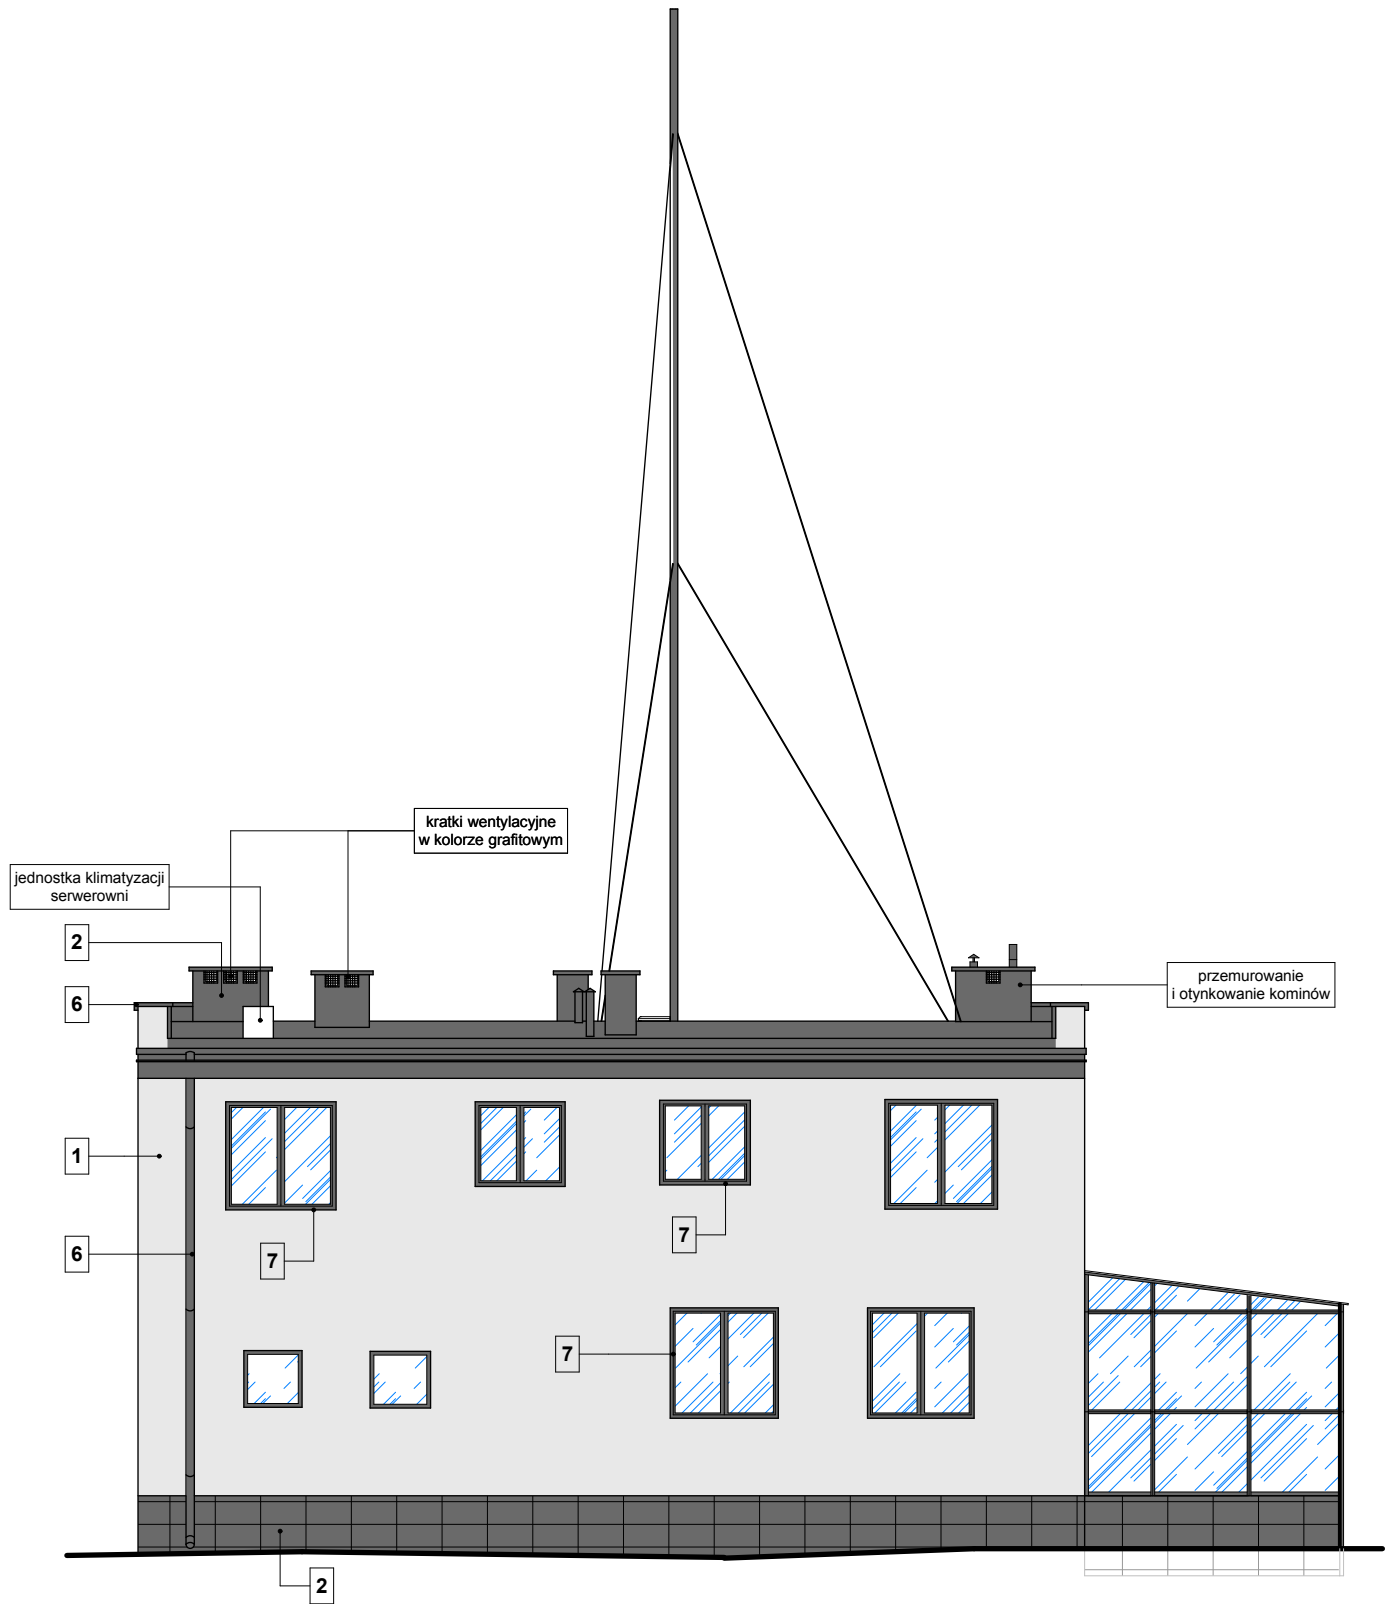 kratki wentylacyjne
w kolorze grafitowym
jednostka klimatyzacji
serwerowni
2
6
przemurowanie
i otynkowanie kominów
1
6
7
7
7
2